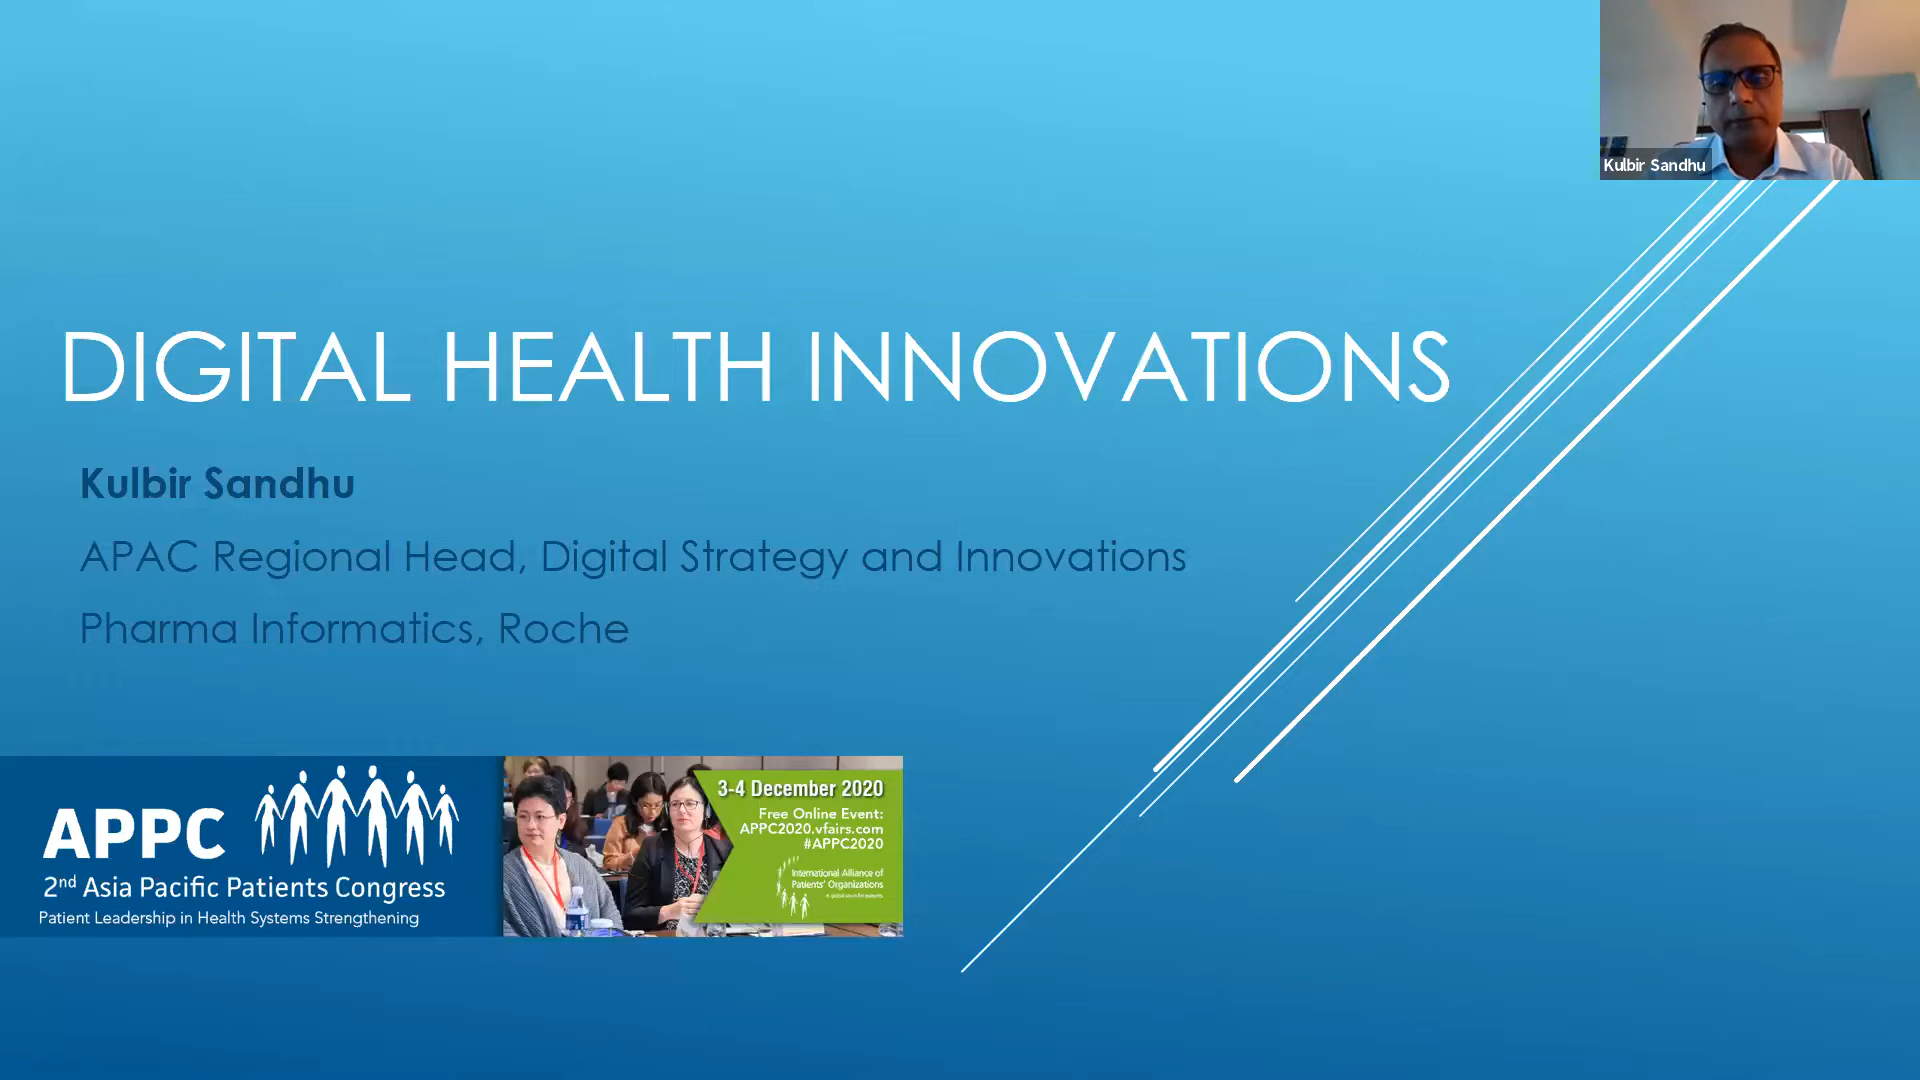 Kulbir Sandhu
DIGITAL HEALTH INNOVATIONS
Kulbir Sandhu
APAC Regional Head, Digital Strategy and Innovations
Pharma Informatics, Roche
APPC
2nd Asia Pacific Patients Congress
Patient Leadership in Health Systems Strengthening
3-4 December 2020
Free Online Event:
APPC2020.vfairs.com
#APPC2020
International Alliance of
Patients' Organizations